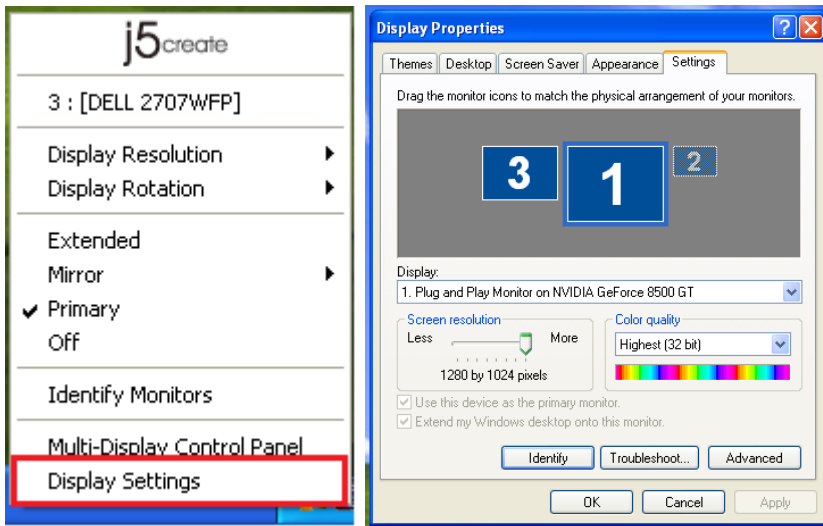 j5create
3 : [DELL 2707WFP]
Display Resolution
Display Rotation
Extended
Mirror
Primary
Off
Identify Monitors
Multi-Display Control Panel
Display Settings
Display Properties
Themes Desktop Screen Saver Appearance Settings
Drag the monitor icons to match the physical arrangement of your monitors.
3 1 2
Display:
1. Plug and Play Monitor on NVIDIA GeForce 8500 GT
Screen resolution Color quality
Less More Highest (32 bit)
1280 by 1024 pixels
Use this device as the primary monitor.
Extend my Windows desktop onto this monitor.
Identify Troubleshoot... Advanced
OK Cancel Apply